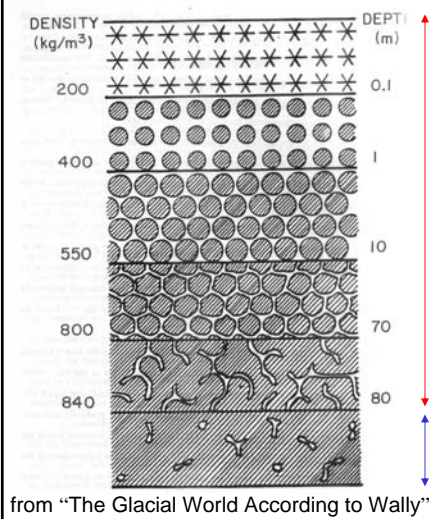 DENSITY DEPT
(kg/m³) (m)
200 0.1
400 1
550 10
800 70
840 80
from “The Glacial World According to Wally”